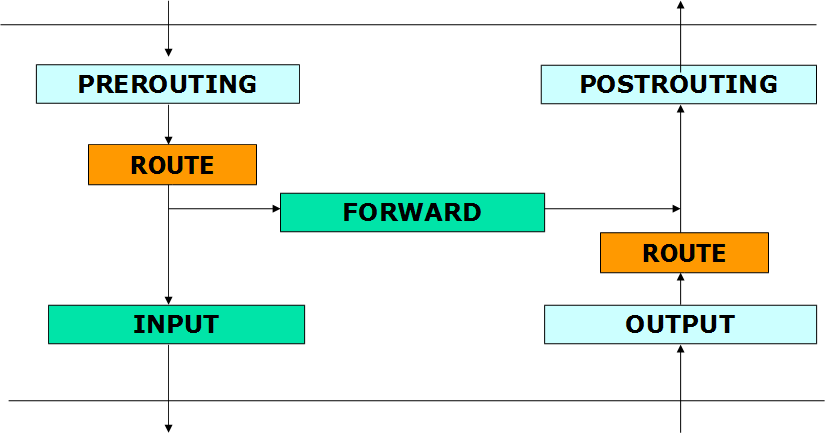 PREROUTING
POSTROUTING
ROUTE
FORWARD
ROUTE
INPUT
OUTPUT